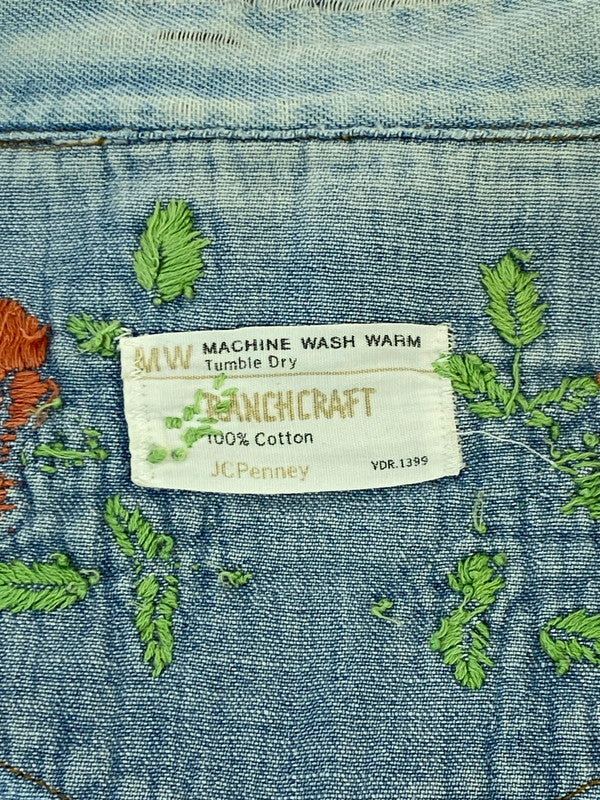 MW MACHINE WASH WARM
Tumble Dry
RANCHCRAFT
100% Cotton
JCPenney YDR.1399